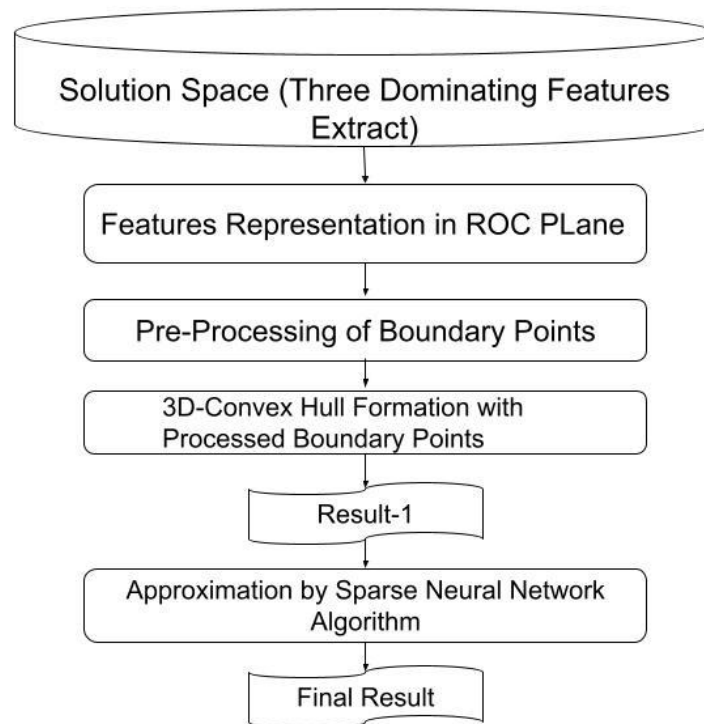 Solution Space (Three Dominating Features
Extract)
Features Representation in ROC PLane
Pre-Processing of Boundary Points
3D-Convex Hull Formation with
Processed Boundary Points
Result-1
Approximation by Sparse Neural Network
Algorithm
Final Result